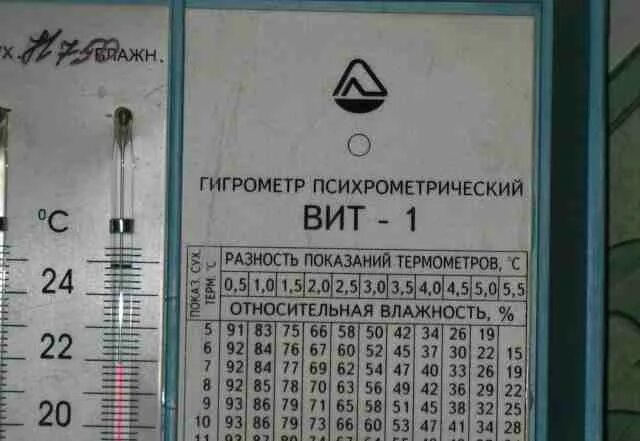 Х. № 750 ВЛАЖН.
°C
24
22
20
ГИГРОМЕТР ПСИХРОМЕТРИЧЕСКИЙ
ВИТ - 1
ПОКАЗ. СУХ. ТЕРМ °C
РАЗНОСТЬ ПОКАЗАНИЙ ТЕРМОМЕТРОВ, °C
0,5 1,0 1,5 2,0 2,5 3,0 3,5 4,0 4,5 5,0 5,5
ОТНОСИТЕЛЬНАЯ ВЛАЖНОСТЬ, %
5 91 83 75 66 58 50 42 34 26 19
6 92 84 76 67 60 52 45 37 30 22 15
7 92 84 77 69 62 54 47 40 33 26 19
8 92 85 78 70 63 56 49 42 36 29 22
9 93 86 79 71 65 58 51 45 38 32 25
10 93 86 79 73 66 60 53 47 41 34 28
11 93 87